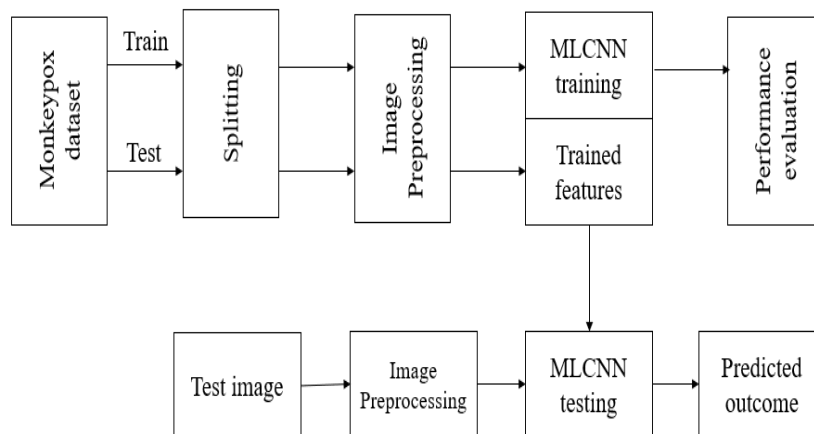 Monkeypox
dataset
Train
Test
Splitting
Image
Preprocessing
MLCNN
training
Trained
features
Performance
evaluation
Test image
Image
Preprocessing
MLCNN
testing
Predicted
outcome